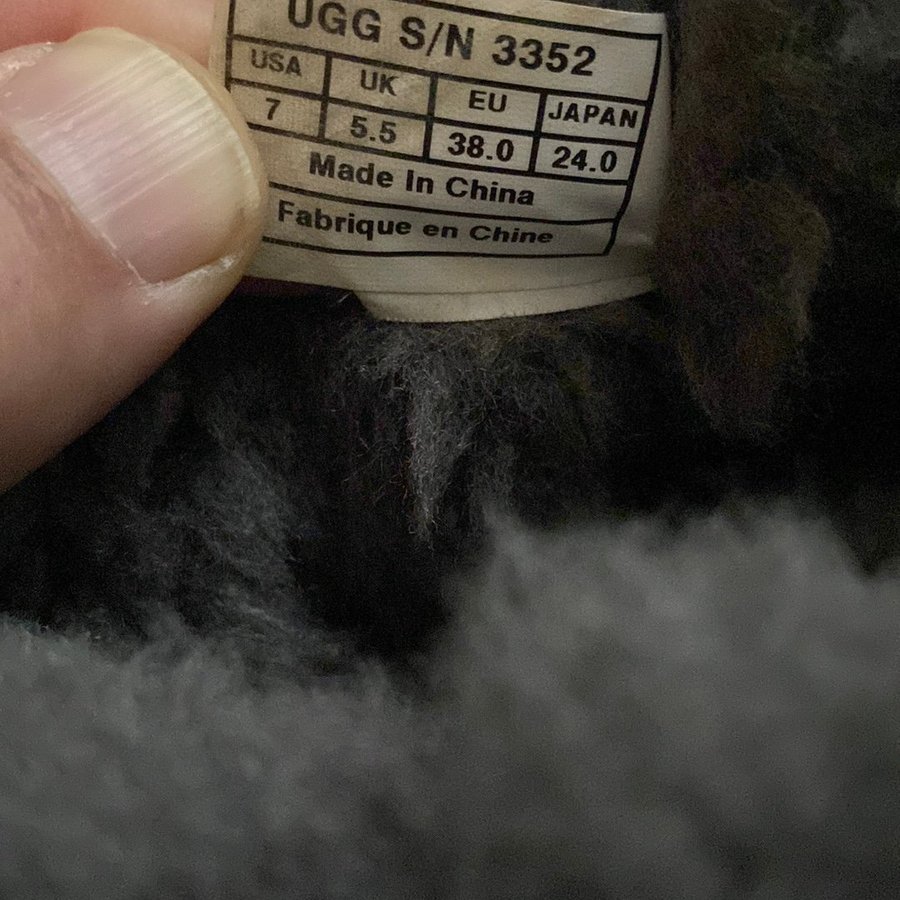 UGG S/N 3352
USA UK EU JAPAN
7 5.5 38.0 24.0
Made In China
Fabrique en Chine